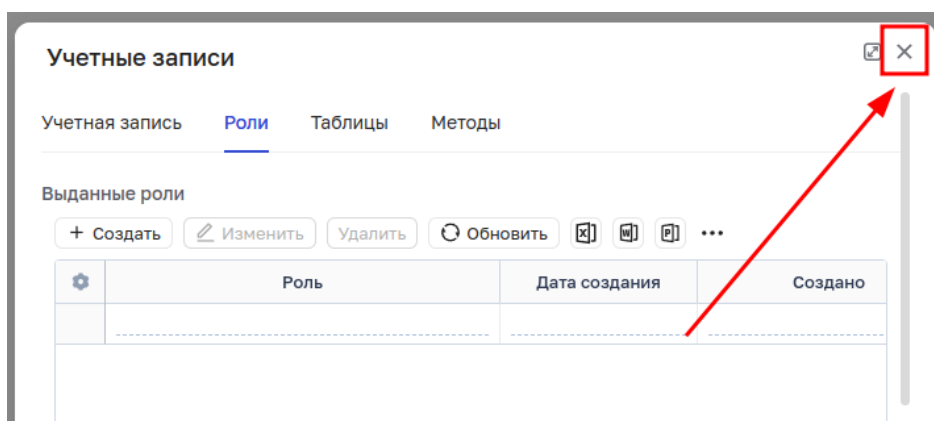 Учетные записи
Учетная запись Роли Таблицы Методы
Выданные роли
+ Создать Изменить Удалить Обновить X W P ...
Роль Дата создания Создано